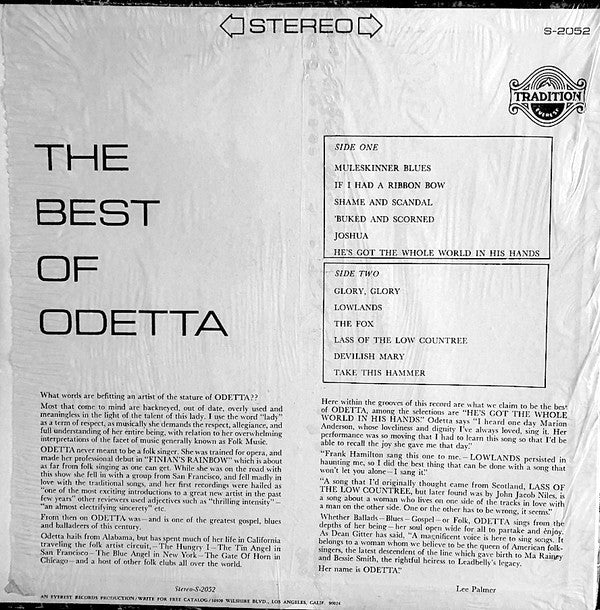 STEREO
S-2052
TRADITION
EVEREST
THE
BEST
OF
ODETTA
SIDE ONE
MULESKINNER BLUES
IF I HAD A RIBBON BOW
SHAME AND SCANDAL
'BUKED AND SCORNED
JOSHUA
HE'S GOT THE WHOLE WORLD IN HIS HANDS
SIDE TWO
GLORY, GLORY
LOWLANDS
THE FOX
LASS OF THE LOW COUNTREE
DEVILISH MARY
TAKE THIS HAMMER
What words are befitting an artist of the stature of ODETTA??
Most that come to mind are hackneyed, out of date, overly used and
meaningless in the light of the talent of this lady. I use the word "lady"
as a term of respect, as musically she demands the respect, allegiance, and
full understanding of her entire being, with relation to her overwhelming
interpretations of the facet of music generally known as Folk Music.
ODETTA never meant to be a folk singer. She was trained for opera, and
made her professional debut in "FINIAN'S RAINBOW" which is about
as far from folk singing as one can get. While she was on the road with
this show she fell in with a group from San Francisco, and fell madly in
love with the traditional songs, and her first recordings were hailed as
"one of the most exciting introductions to a great new artist in the past
few years" other reviewers used adjectives such as "thrilling intensity"—
"an almost electrifying sincerety" etc.
From then on ODETTA was—and is one of the greatest gospel, blues
and balladeers of this century.
Odetta hails from Alabama, but has spent much of her life in California
traveling the folk artist circuit,—The Hungry I—The Tin Angel in
San Francisco—The Blue Angel in New York—The Gate Of Horn in
Chicago—and a host of other folk clubs all over the world.
Here within the grooves of this record are what we claim to be the best
of ODETTA, among the selections are "HE'S GOT THE WHOLE
WORLD IN HIS HANDS." Odetta says "I heard one day Marion
Anderson, whose loveliness and dignity I've always loved, sing it. Her
performance was so moving that I had to learn this song so that I'd be
able to recall the joy she gave me that day."
"Frank Hamilton sang this one to me.—LOWLANDS persisted in
haunting me, so I did the best thing that can be done with a song that
won't let you alone—I sang it."
"A song that I'd originally thought came from Scotland, LASS OF
THE LOW COUNTREE, but later found was by John Jacob Niles, is
a song about a woman who lives on one side of the tracks in love with
a man on the other side. One or the other has to be wrong, it seems."
Whether Ballads—Blues—Gospel—or Folk, ODETTA sings from the
depths of her being—her soul open wide for all to partake and enjoy.
As Dean Gitter has said, "A magnificent voice is here to sing songs. It
belongs to a woman whom we believe to be the queen of American folk-
singers, the latest descendent of the line which gave birth to Ma Rainey
and Bessie Smith, the rightful heiress to Leadbelly's legacy.
Her name is ODETTA."
Lee Palmer
Stereo-S-2052
AN EVEREST RECORDS PRODUCTION/WRITE FOR FREE CATALOG/10920 WILSHIRE BLVD., LOS ANGELES, CALIF. 90024